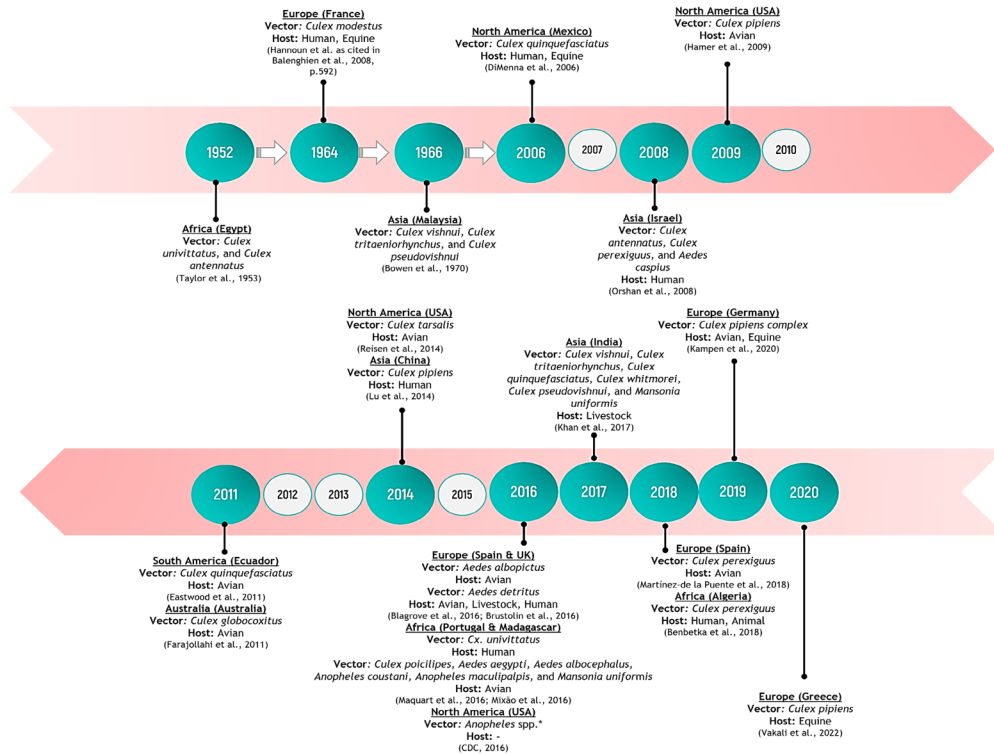 Europe (France)
Vector: Culex modestus
Host: Human, Equine
(Hannoun et al. as cited in
Balenghien et al., 2008,
p.592)
North America (Mexico)
Vector: Culex quinquefasciatus
Host: Human, Equine
(DiMenna et al., 2006)
North America (USA)
Vector: Culex pipiens
Host: Avian
(Hamer et al., 2009)
1952
1964
1966
2006
2007
2008
2009
2010
Africa (Egypt)
Vector: Culex
univittatus, and Culex
antennatus
(Taylor et al., 1953)
Asia (Malaysia)
Vector: Culex vishnui, Culex
tritaeniorhynchus, and Culex
pseudovishnui
(Bowen et al., 1970)
Asia (Israel)
Vector: Culex
antennatus, Culex
perexiguus, and Aedes
caspius
Host: Human
(Orshan et al., 2008)
North America (USA)
Vector: Culex tarsalis
Host: Avian
(Reisen et al., 2014)
Asia (China)
Vector: Culex pipiens
Host: Human
(Lu et al., 2014)
Asia (India)
Vector: Culex vishnui, Culex
tritaeniorhynchus, Culex
quinquefasciatus, Culex whitmorei,
Culex pseudovishnui, and Mansonia
uniformis
Host: Livestock
(Khan et al., 2017)
Europe (Germany)
Vector: Culex pipiens complex
Host: Avian, Equine
(Kampen et al., 2020)
2011
2012
2013
2014
2015
2016
2017
2018
2019
2020
South America (Ecuador)
Vector: Culex quinquefasciatus
Host: Avian
(Eastwood et al., 2011)
Australia (Australia)
Vector: Culex globocoxitus
Host: Avian
(Farajollahi et al., 2011)
Europe (Spain & UK)
Vector: Aedes albopictus
Host: Avian
Vector: Aedes detritus
Host: Avian, Livestock, Human
(Blagrove et al., 2016; Brustolin et al., 2016)
Africa (Portugal & Madagascar)
Vector: Cx. univittatus
Host: Human
Vector: Culex poicilipes, Aedes aegypti, Aedes albocephalus,
Anopheles coustani, Anopheles maculipalpis, and Mansonia uniformis
Host: Avian
(Maquart et al., 2016; Mixão et al., 2016)
North America (USA)
Vector: Anopheles spp.*
Host: -
(CDC, 2016)
Europe (Spain)
Vector: Culex perexiguus
Host: Avian
(Martínez-de la Puente et al., 2018)
Africa (Algeria)
Vector: Culex perexiguus
Host: Human, Animal
(Benbetka et al., 2018)
Europe (Greece)
Vector: Culex pipiens
Host: Equine
(Vakali et al., 2022)